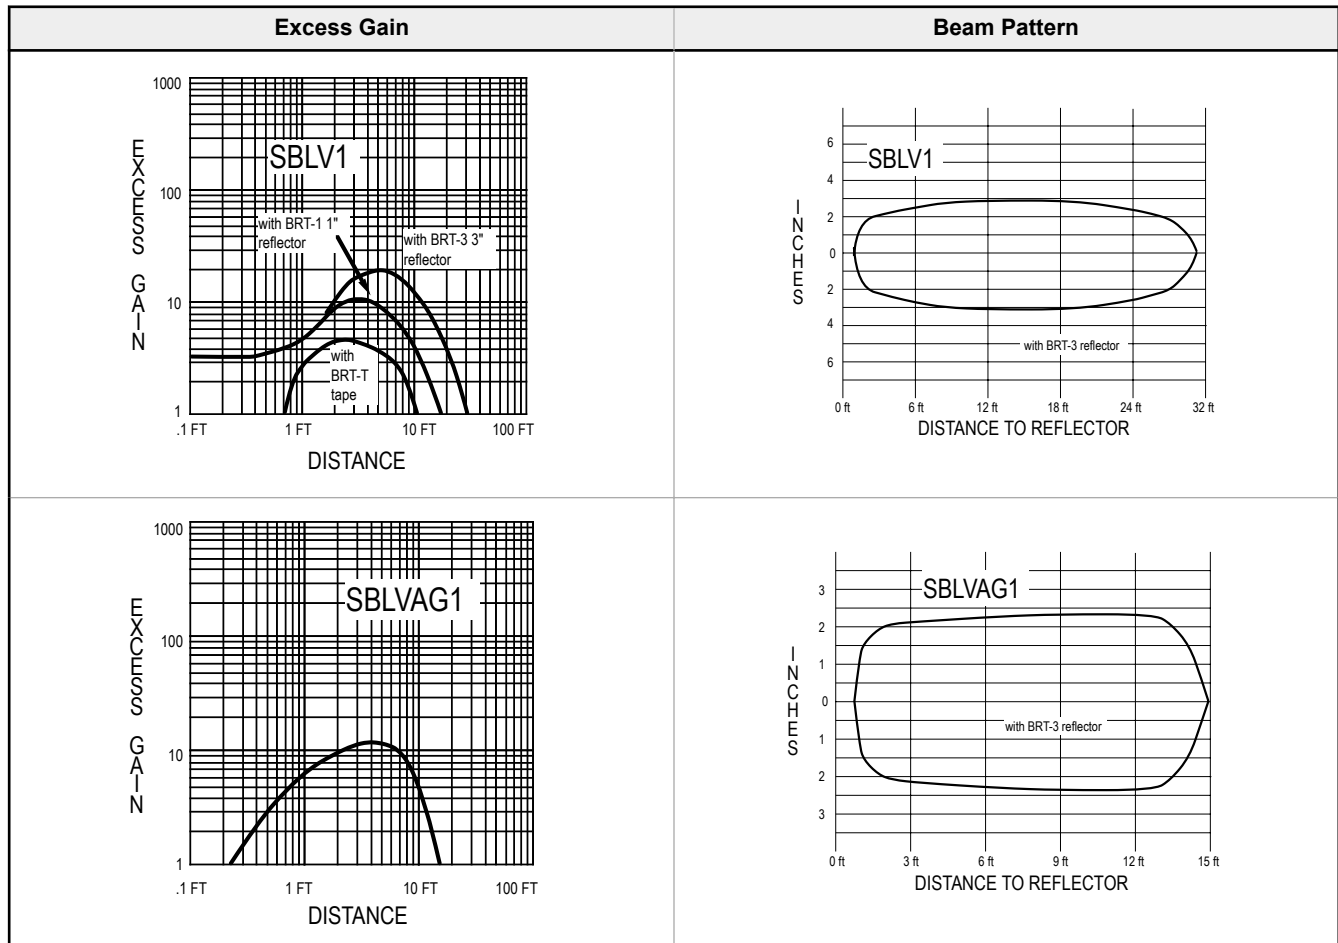 Excess Gain
Beam Pattern
1000
100
10
1
EXCESS GAIN
SBLV1
with BRT-1 1"
reflector
with BRT-3 3"
reflector
with
BRT-T
tape
.1 FT
1 FT
10 FT
100 FT
DISTANCE
6
4
2
0
2
4
6
INCHES
SBLV1
with BRT-3 reflector
0 ft
6 ft
12 ft
18 ft
24 ft
32 ft
DISTANCE TO REFLECTOR
1000
100
10
1
EXCESS GAIN
SBLVAG1
.1 FT
1 FT
10 FT
100 FT
DISTANCE
3
2
1
0
1
2
3
INCHES
SBLVAG1
with BRT-3 reflector
0 ft
3 ft
6 ft
9 ft
12 ft
15 ft
DISTANCE TO REFLECTOR